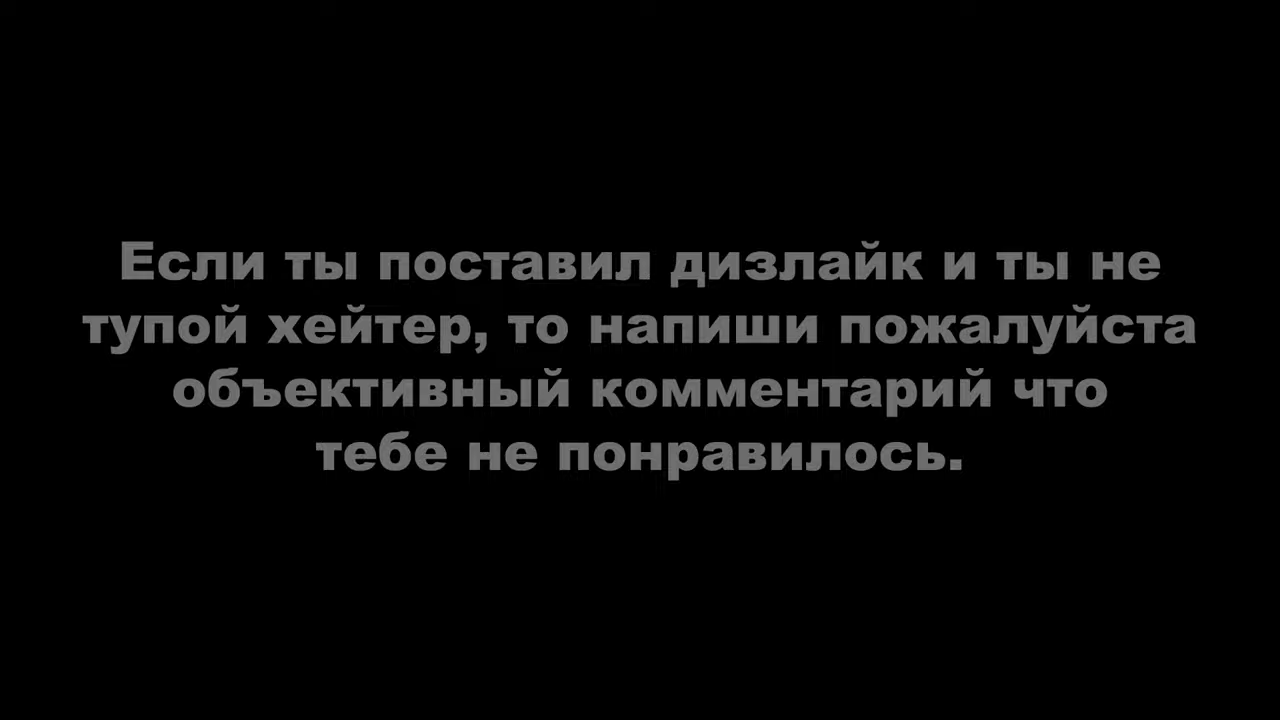 Если ты поставил дизлайк и ты не
тупой хейтер, то напиши пожалуйста
объективный комментарий что
тебе не понравилось.